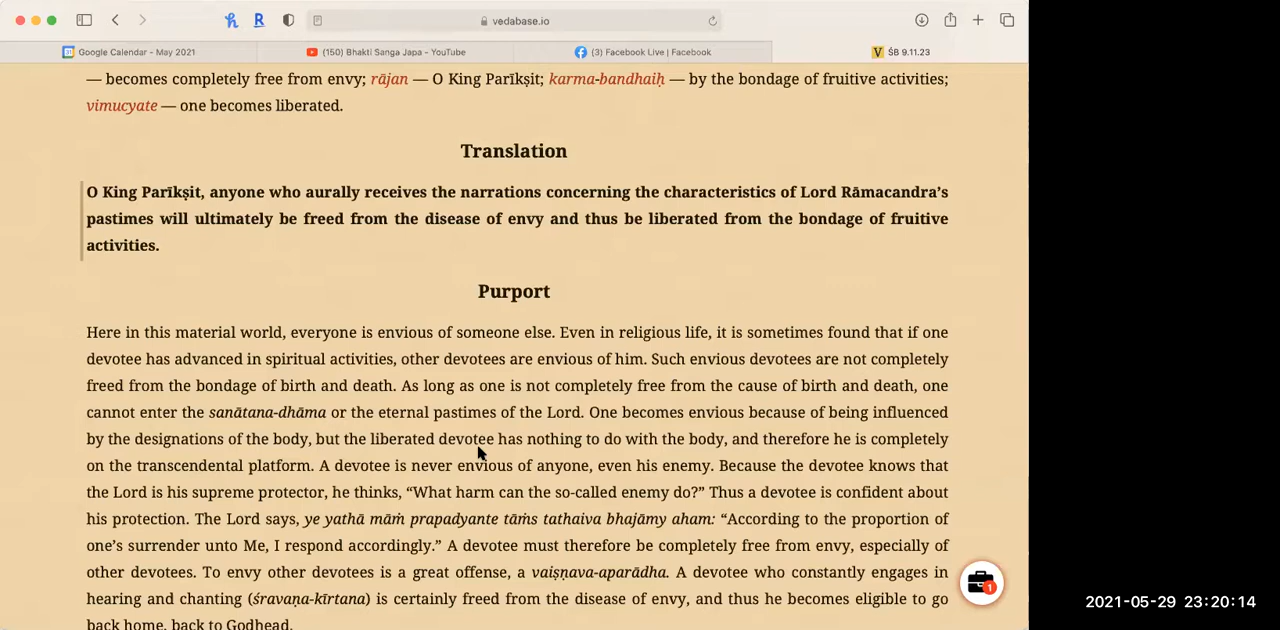 vedabase.io
Google Calendar - May 2021
(150) Bhakti Sanga Japa - YouTube
(3) Facebook Live | Facebook
ŚB 9.11.23
— becomes completely free from envy; rājan — O King Parīkṣit; karma-bandhaiḥ — by the bondage of fruitive activities;
vimucyate — one becomes liberated.
Translation
O King Parīkṣit, anyone who aurally receives the narrations concerning the characteristics of Lord Rāmacandra’s
pastimes will ultimately be freed from the disease of envy and thus be liberated from the bondage of fruitive
activities.
Purport
Here in this material world, everyone is envious of someone else. Even in religious life, it is sometimes found that if one
devotee has advanced in spiritual activities, other devotees are envious of him. Such envious devotees are not completely
freed from the bondage of birth and death. As long as one is not completely free from the cause of birth and death, one
cannot enter the sanātana-dhāma or the eternal pastimes of the Lord. One becomes envious because of being influenced
by the designations of the body, but the liberated devotee has nothing to do with the body, and therefore he is completely
on the transcendental platform. A devotee is never envious of anyone, even his enemy. Because the devotee knows that
the Lord is his supreme protector, he thinks, “What harm can the so-called enemy do?” Thus a devotee is confident about
his protection. The Lord says, ye yathā māṁ prapadyante tāṁs tathaiva bhajāmy aham: “According to the proportion of
one’s surrender unto Me, I respond accordingly.” A devotee must therefore be completely free from envy, especially of
other devotees. To envy other devotees is a great offense, a vaiṣṇava-aparādha. A devotee who constantly engages in
hearing and chanting (śravaṇa-kīrtana) is certainly freed from the disease of envy, and thus he becomes eligible to go
back home, back to Godhead.
1
2021-05-29 23:20:14